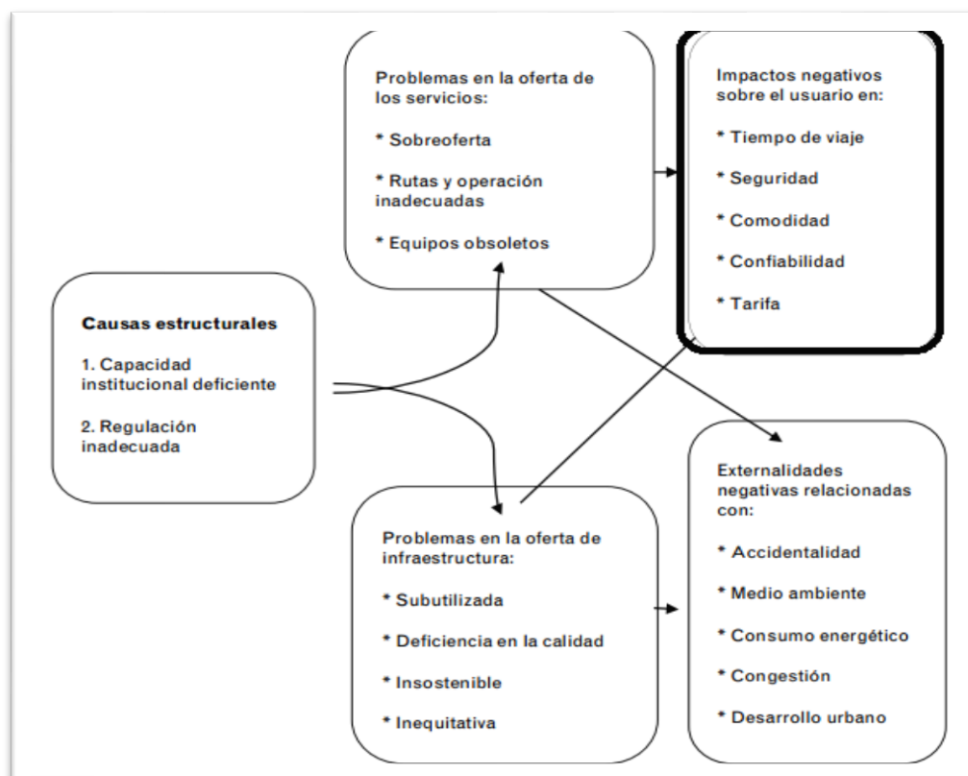 Problemas en la oferta de
los servicios:
* Sobreoferta
* Rutas y operación
inadecuadas
* Equipos obsoletos
Impactos negativos
sobre el usuario en:
* Tiempo de viaje
* Seguridad
* Comodidad
* Confiabilidad
* Tarifa
Causas estructurales
1. Capacidad
institucional deficiente
2. Regulación
inadecuada
Problemas en la oferta de
infraestructura:
* Subutilizada
* Deficiencia en la calidad
* Insostenible
* Inequitativa
Externalidades
negativas relacionadas
con:
* Accidentalidad
* Medio ambiente
* Consumo energético
* Congestión
* Desarrollo urbano